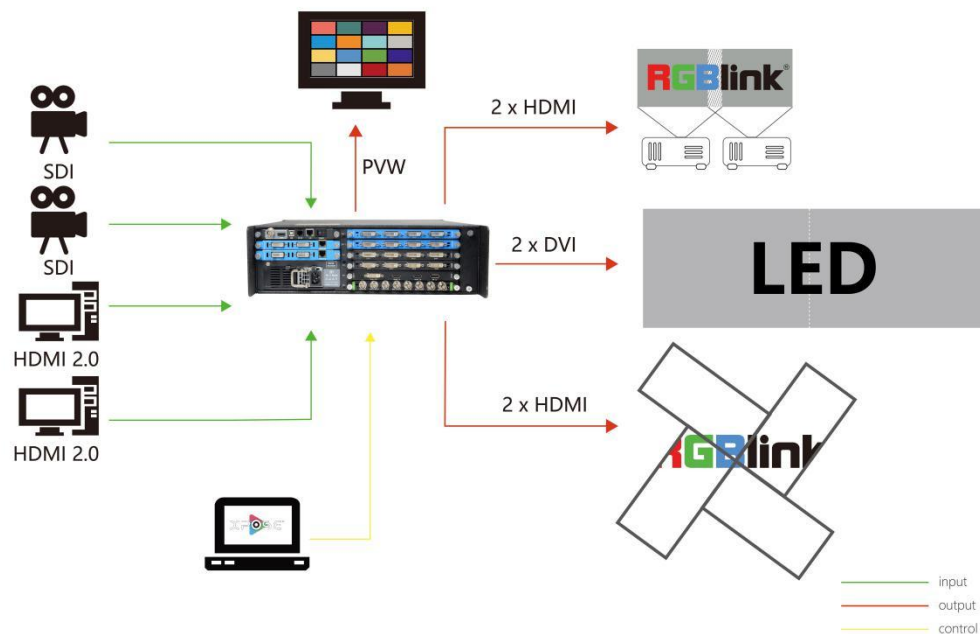 SDI
SDI
HDMI 2.0
HDMI 2.0
PVW
2 x HDMI
RGBlink®
2 x DVI
LED
2 x HDMI
RGBlink
input
output
control